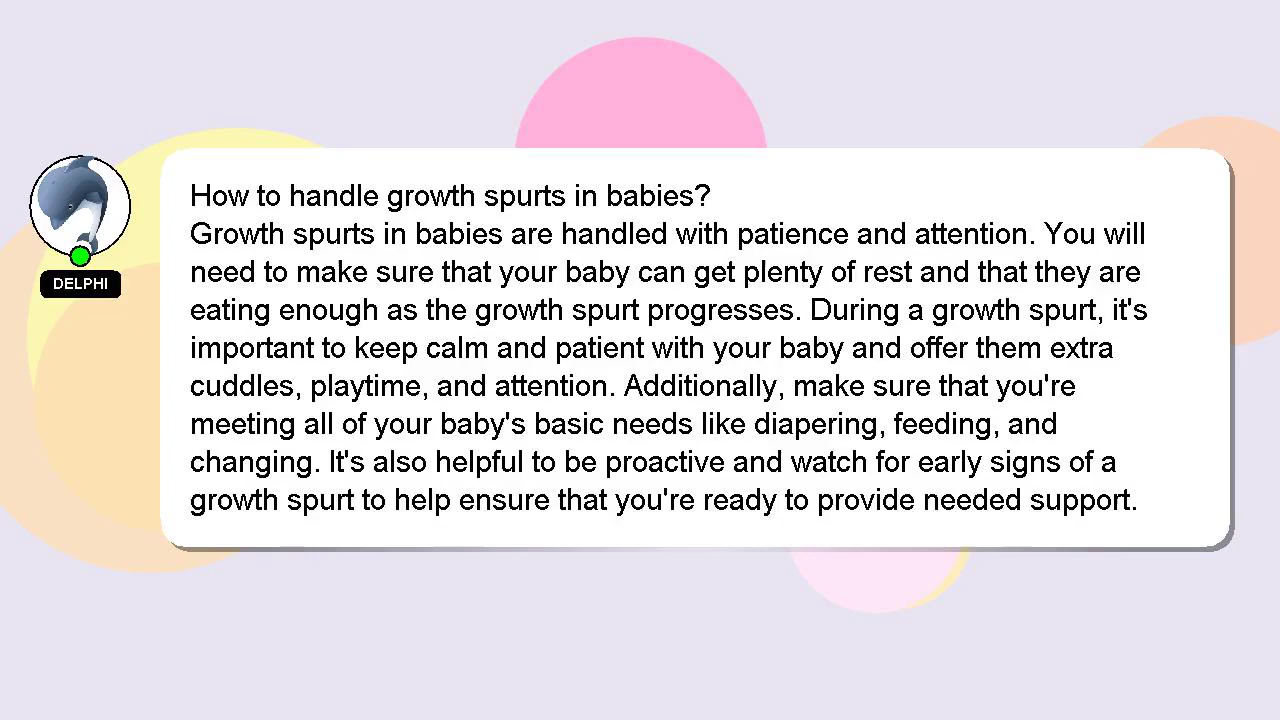 How to handle growth spurts in babies?
Growth spurts in babies are handled with patience and attention. You will
need to make sure that your baby can get plenty of rest and that they are
eating enough as the growth spurt progresses. During a growth spurt, it's
important to keep calm and patient with your baby and offer them extra
cuddles, playtime, and attention. Additionally, make sure that you're
meeting all of your baby's basic needs like diapering, feeding, and
changing. It's also helpful to be proactive and watch for early signs of a
growth spurt to help ensure that you're ready to provide needed support.
DELPHI